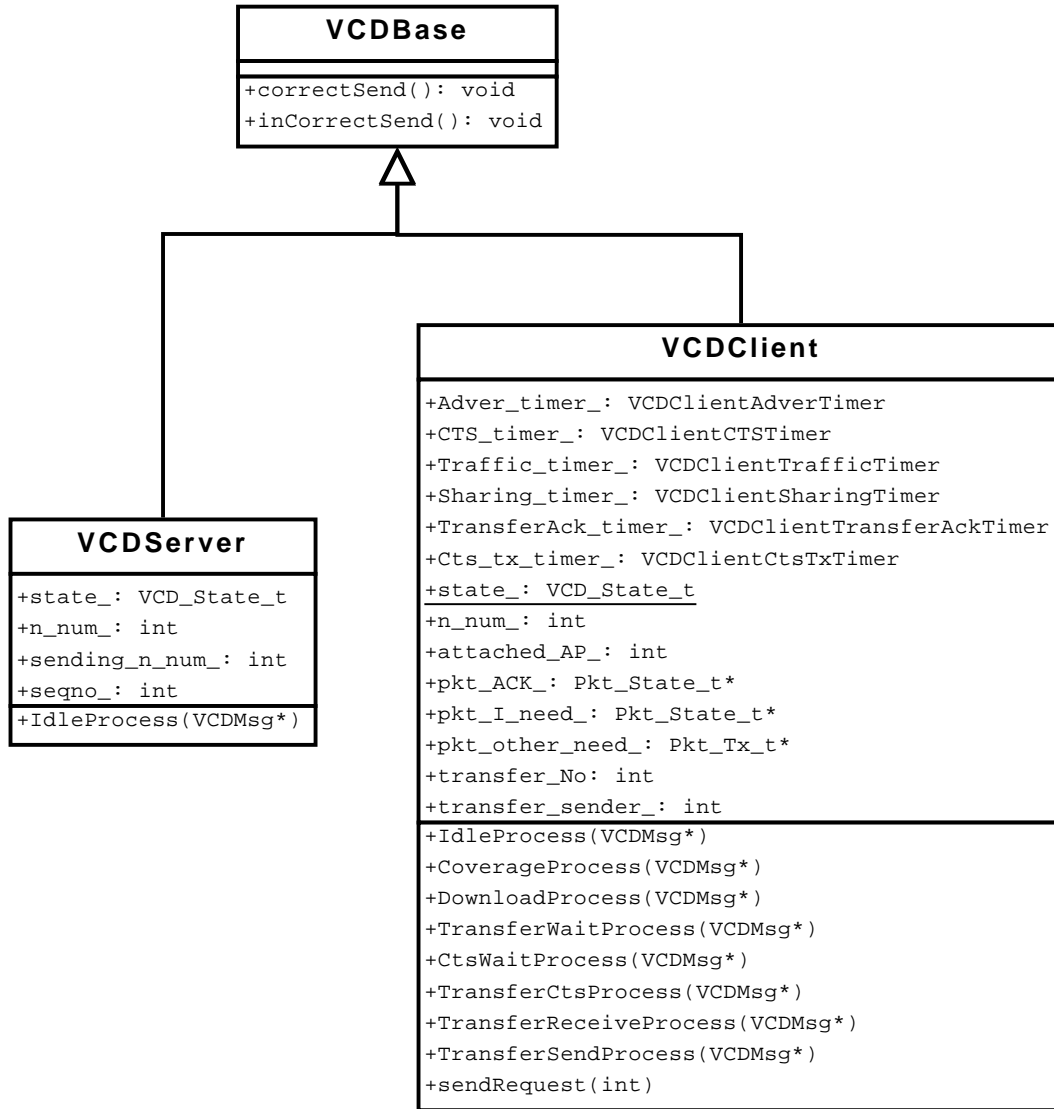 VCDBase
+correctSend(): void
+inCorrectSend(): void
VCDServer
+state_: VCD_State_t
+n_num_: int
+sending_n_num_: int
+seqno_: int
+IdleProcess(VCDMsg*)
VCDClient
+Adver_timer_: VCDClientAdverTimer
+CTS_timer_: VCDClientCTSTimer
+Traffic_timer_: VCDClientTrafficTimer
+Sharing_timer_: VCDClientSharingTimer
+TransferAck_timer_: VCDClientTransferAckTimer
+Cts_tx_timer_: VCDClientCtsTxTimer
+state_: VCD_State_t
+n_num_: int
+attached_AP_: int
+pkt_ACK_: Pkt_State_t*
+pkt_I_need_: Pkt_State_t*
+pkt_other_need_: Pkt_Tx_t*
+transfer_No: int
+transfer_sender_: int
+IdleProcess(VCDMsg*)
+CoverageProcess(VCDMsg*)
+DownloadProcess(VCDMsg*)
+TransferWaitProcess(VCDMsg*)
+CtsWaitProcess(VCDMsg*)
+TransferCtsProcess(VCDMsg*)
+TransferReceiveProcess(VCDMsg*)
+TransferSendProcess(VCDMsg*)
+sendRequest(int)